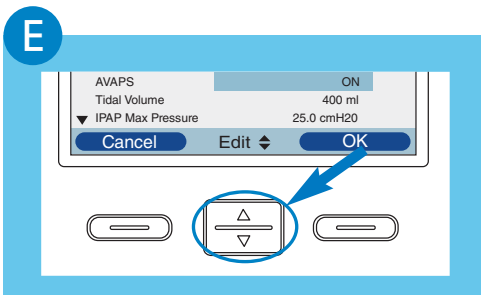 E
AVAPS ON
Tidal Volume 400 ml
IPAP Max Pressure 25.0 cmH20
Cancel Edit OK